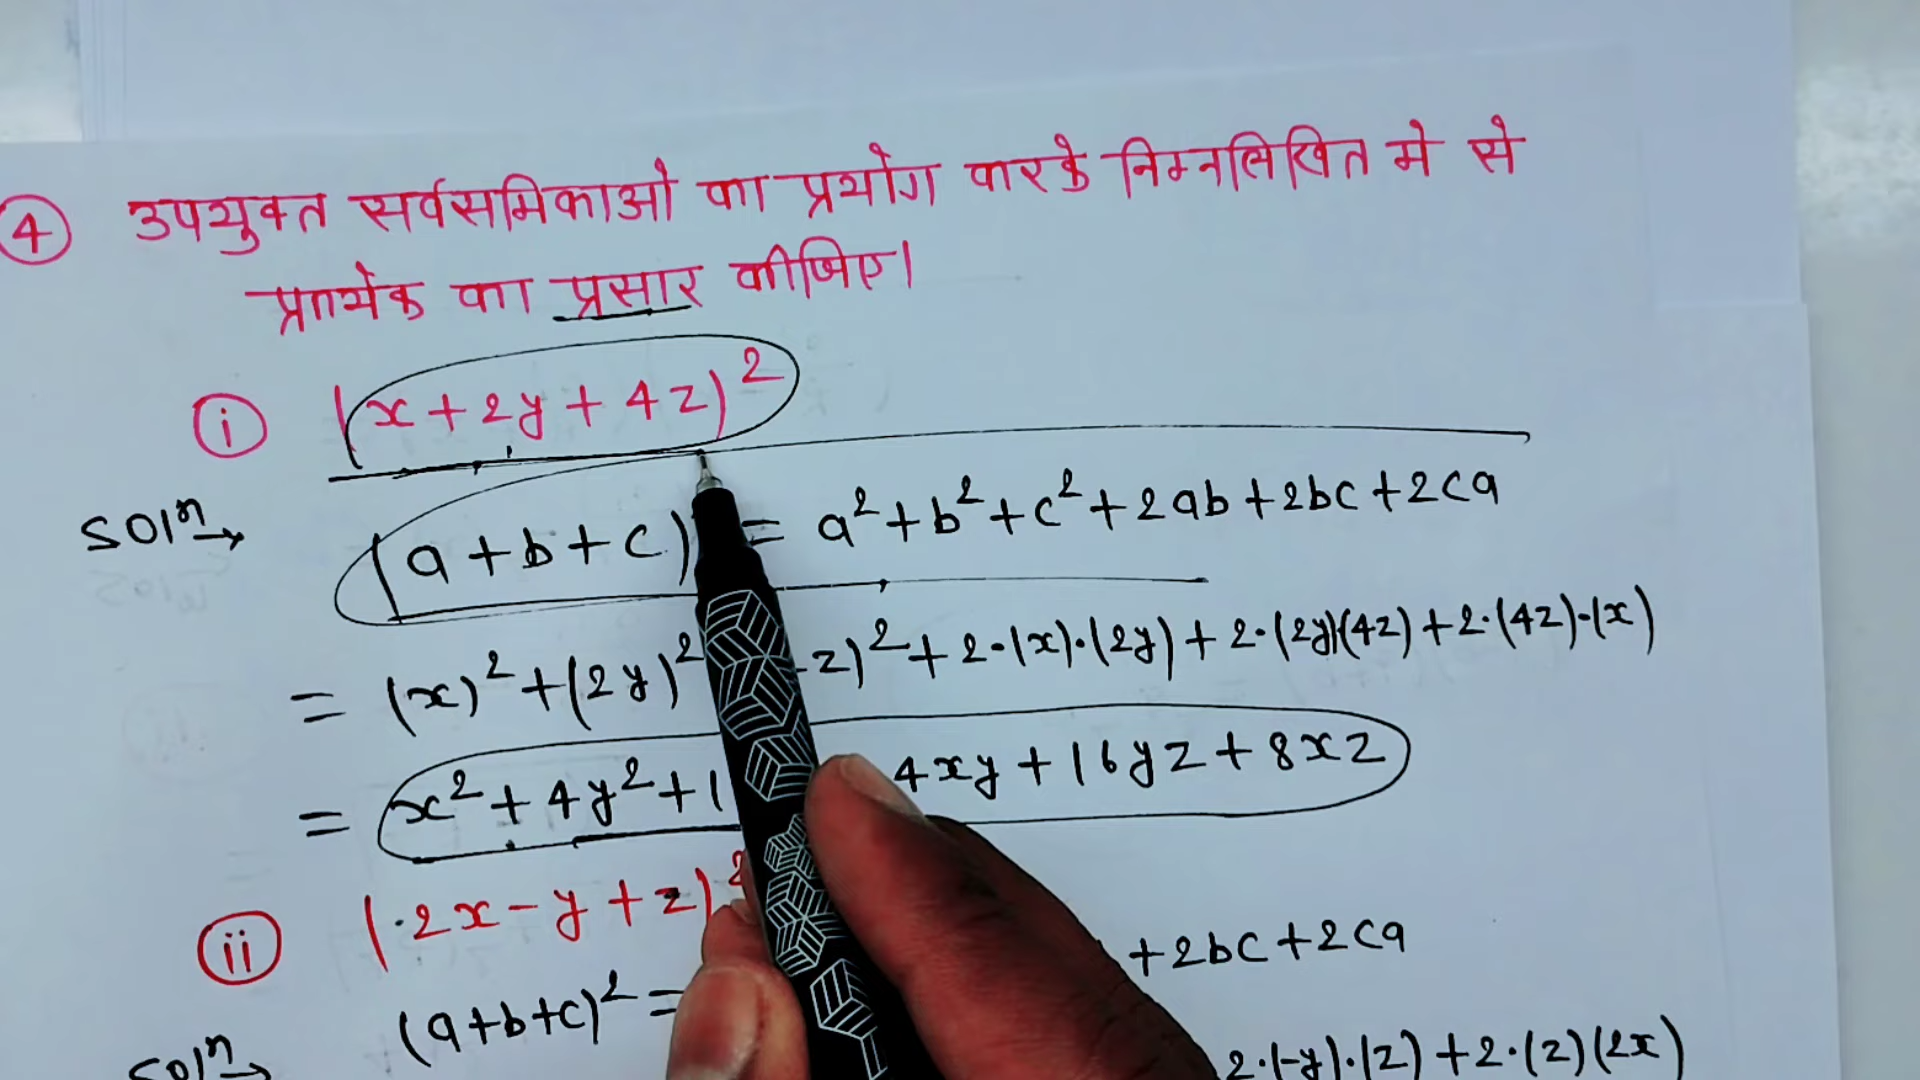 ④ उपयुक्त सर्वसमिकाओ का प्रयोग करके निम्नलिखित मे से
प्रत्येक का प्रसार कीजिए।
ⓘ (x+2y+4z)²
Solⁿ→ (a+b+c) = a²+b²+c²+2ab+2bc+2ca
= (x)²+(2y)² z)²+2·(x)·(2y)+2·(2y)(4z)+2·(4z)·(x)
= x²+4y²+1 4xy+16yz+8xz
ⓘⓘ (2x-y+z)²
(a+b+c)² = +2bc+2ca
Solⁿ→ 2·(-y)·(z)+2·(z)(2x)